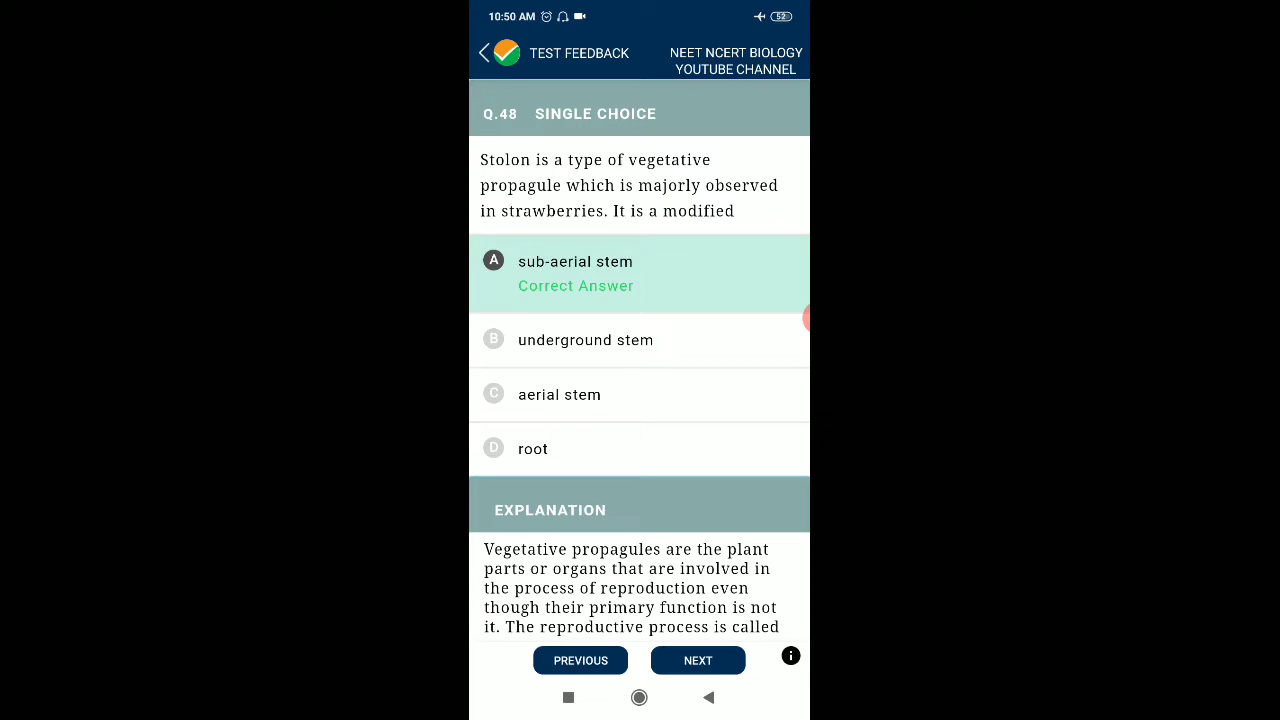 10:50 AM
52
TEST FEEDBACK
NEET NCERT BIOLOGY
YOUTUBE CHANNEL
Q.48 SINGLE CHOICE
Stolon is a type of vegetative
propagule which is majorly observed
in strawberries. It is a modified
A sub-aerial stem
Correct Answer
B underground stem
C aerial stem
D root
EXPLANATION
Vegetative propagules are the plant
parts or organs that are involved in
the process of reproduction even
though their primary function is not
it. The reproductive process is called
PREVIOUS
NEXT
i